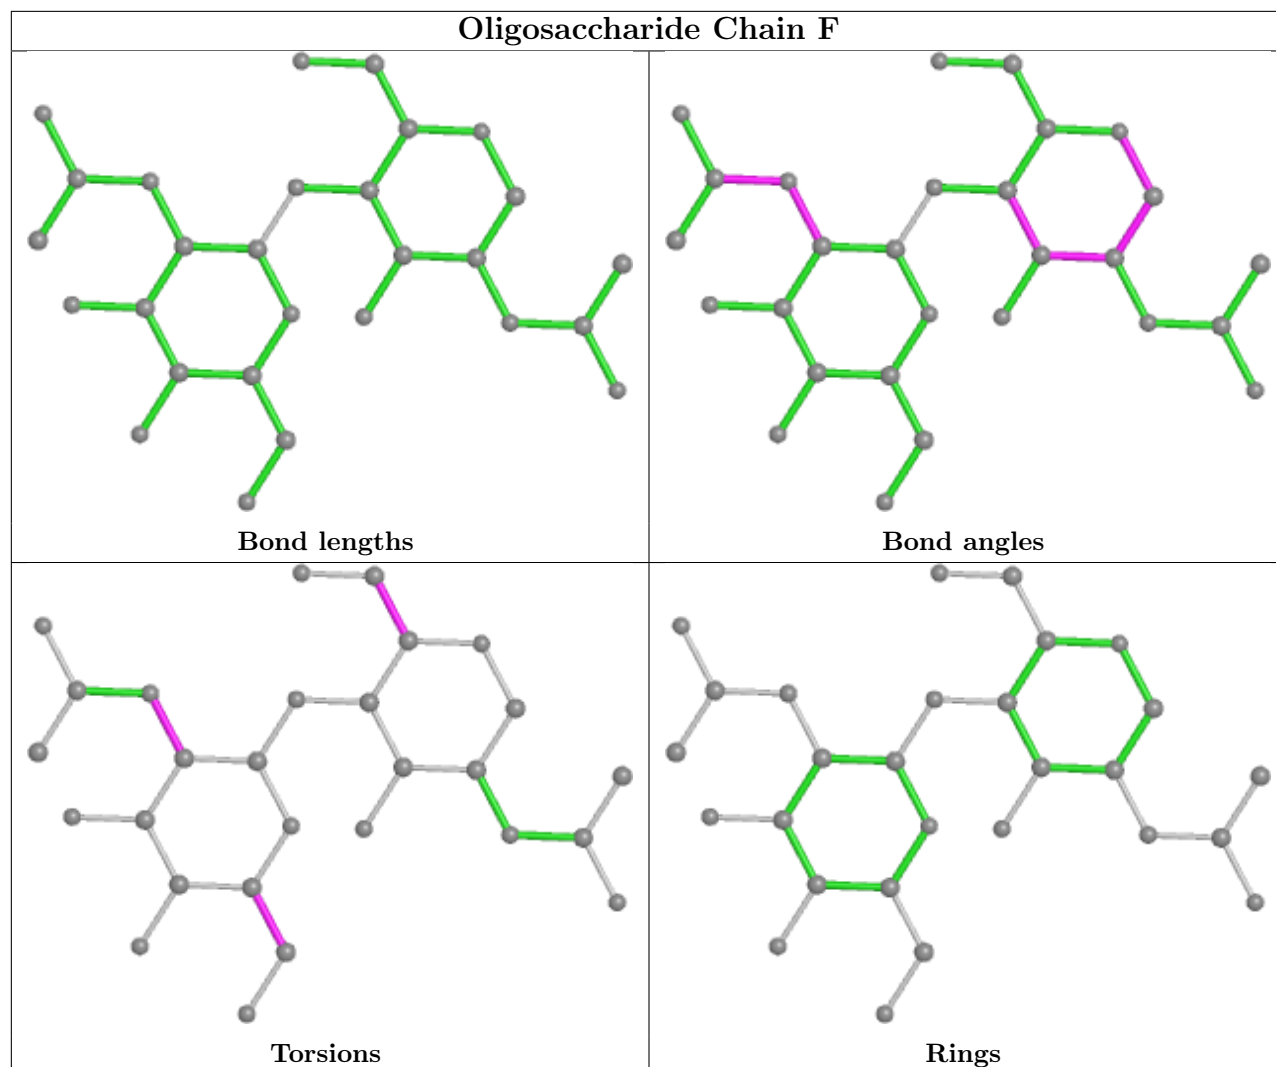 Oligosaccharide Chain F
Bond lengths
Bond angles
Torsions
Rings